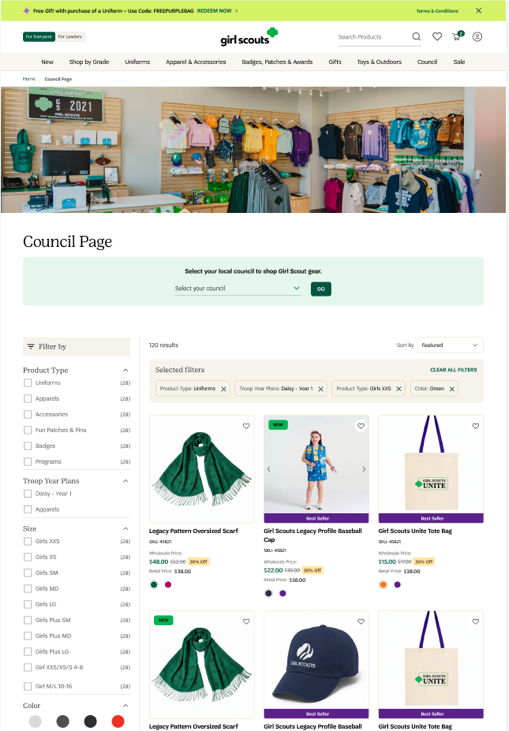 Free Gift with purchase of a Uniform – Use Code: FREEPURPLEBAG REDEEM NOW
Terms & Conditions
For Everyone
For Leaders
girl scouts
Search Products
2
New
Shop by Grade
Uniforms
Apparel & Accessories
Badges, Patches & Awards
Gifts
Toys & Outdoors
Council
Sale
Home
Council Page
2021
Council Page
Select your local council to shop Girl Scout gear.
Select your council
GO
Filter by
Product Type
Uniforms (28)
Apparels (28)
Accessories (28)
Fun Patches & Pins (28)
Badges (28)
Programs (28)
Troop Year Plans
Daisy - Year 1 (28)
Apparels (28)
Size
Girls XXS (28)
Girls XS (28)
Girls SM (28)
Girls MD (28)
Girls LG (28)
Girls Plus SM (28)
Girls Plus MD (28)
Girls Plus LG (28)
Girl XXS/XS/S 4-8 (28)
Girl M/L 10-16 (28)
Color
120 results
Sort By
Featured
Selected filters
CLEAR ALL FILTERS
Product Type: Uniforms
Troop Year Plans: Daisy - Year 1
Product Type: Girls XXS
Color: Green
Legacy Pattern Oversized Scarf
SKU: 45821
Wholesale Price:
$48.00 $52.00 30% Off
Retail Price: $38.00
NEW
Best Seller
Girl Scouts Legacy Profile Baseball
Cap
SKU: 45821
Wholesale Price:
$22.00 $30.00 30% Off
Retail Price: $38.00
GIRL SCOUTS
UNITE
Best Seller
Girl Scouts Unite Tote Bag
SKU: 45821
Wholesale Price:
$15.00 $17.00 30% Off
Retail Price: $38.00
NEW
Legacy Pattern Oversized Scarf
GIRL SCOUTS
Best Seller
Girl Scouts Legacy Profile Baseball
GIRL SCOUTS
UNITE
Best Seller
Girl Scouts Unite Tote Bag